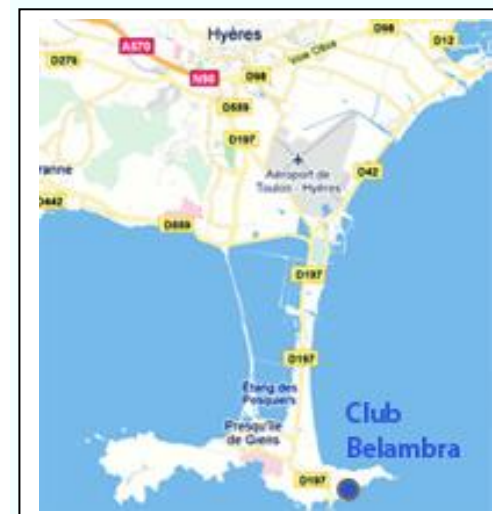 Hyères
D98
A570
Voie Olbia
D12
D276
N98
D98
D559
D197
Aéroport de
Toulon - Hyères
D42
D559
D197
D197
Étang des
Pesquiers
Club
Belambra
Presqu'île
de Giens
D197